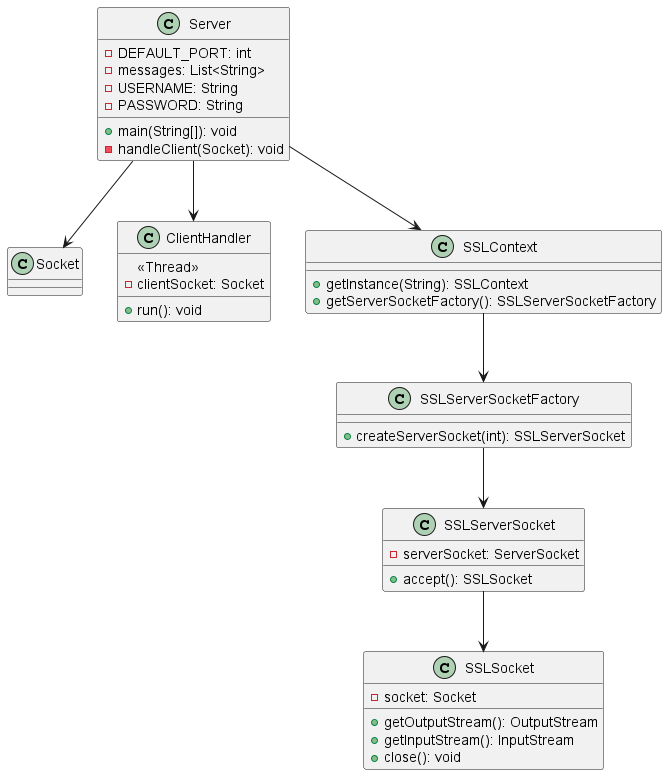 C Server
DEFAULT_PORT: int
messages: List<String>
USERNAME: String
PASSWORD: String
main(String[]): void
handleClient(Socket): void
C Socket
C ClientHandler
«Thread»
clientSocket: Socket
run(): void
C SSLContext
getInstance(String): SSLContext
getServerSocketFactory(): SSLServerSocketFactory
C SSLServerSocketFactory
createServerSocket(int): SSLServerSocket
C SSLServerSocket
serverSocket: ServerSocket
accept(): SSLSocket
C SSLSocket
socket: Socket
getOutputStream(): OutputStream
getInputStream(): InputStream
close(): void